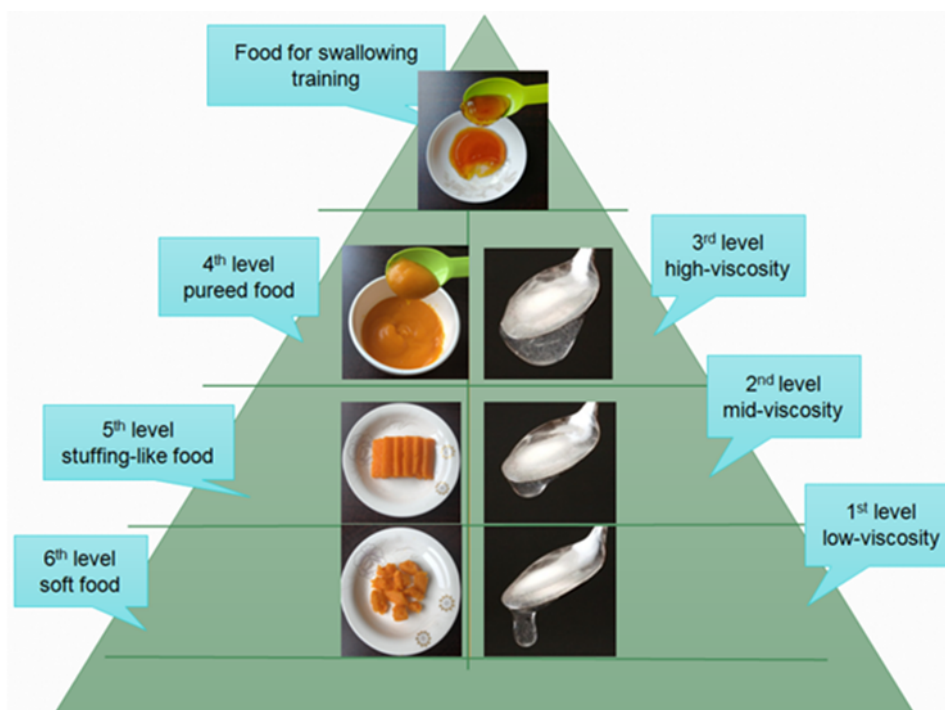 Food for swallowing
training
4th level
pureed food
3rd level
high-viscosity
5th level
stuffing-like food
2nd level
mid-viscosity
6th level
soft food
1st level
low-viscosity